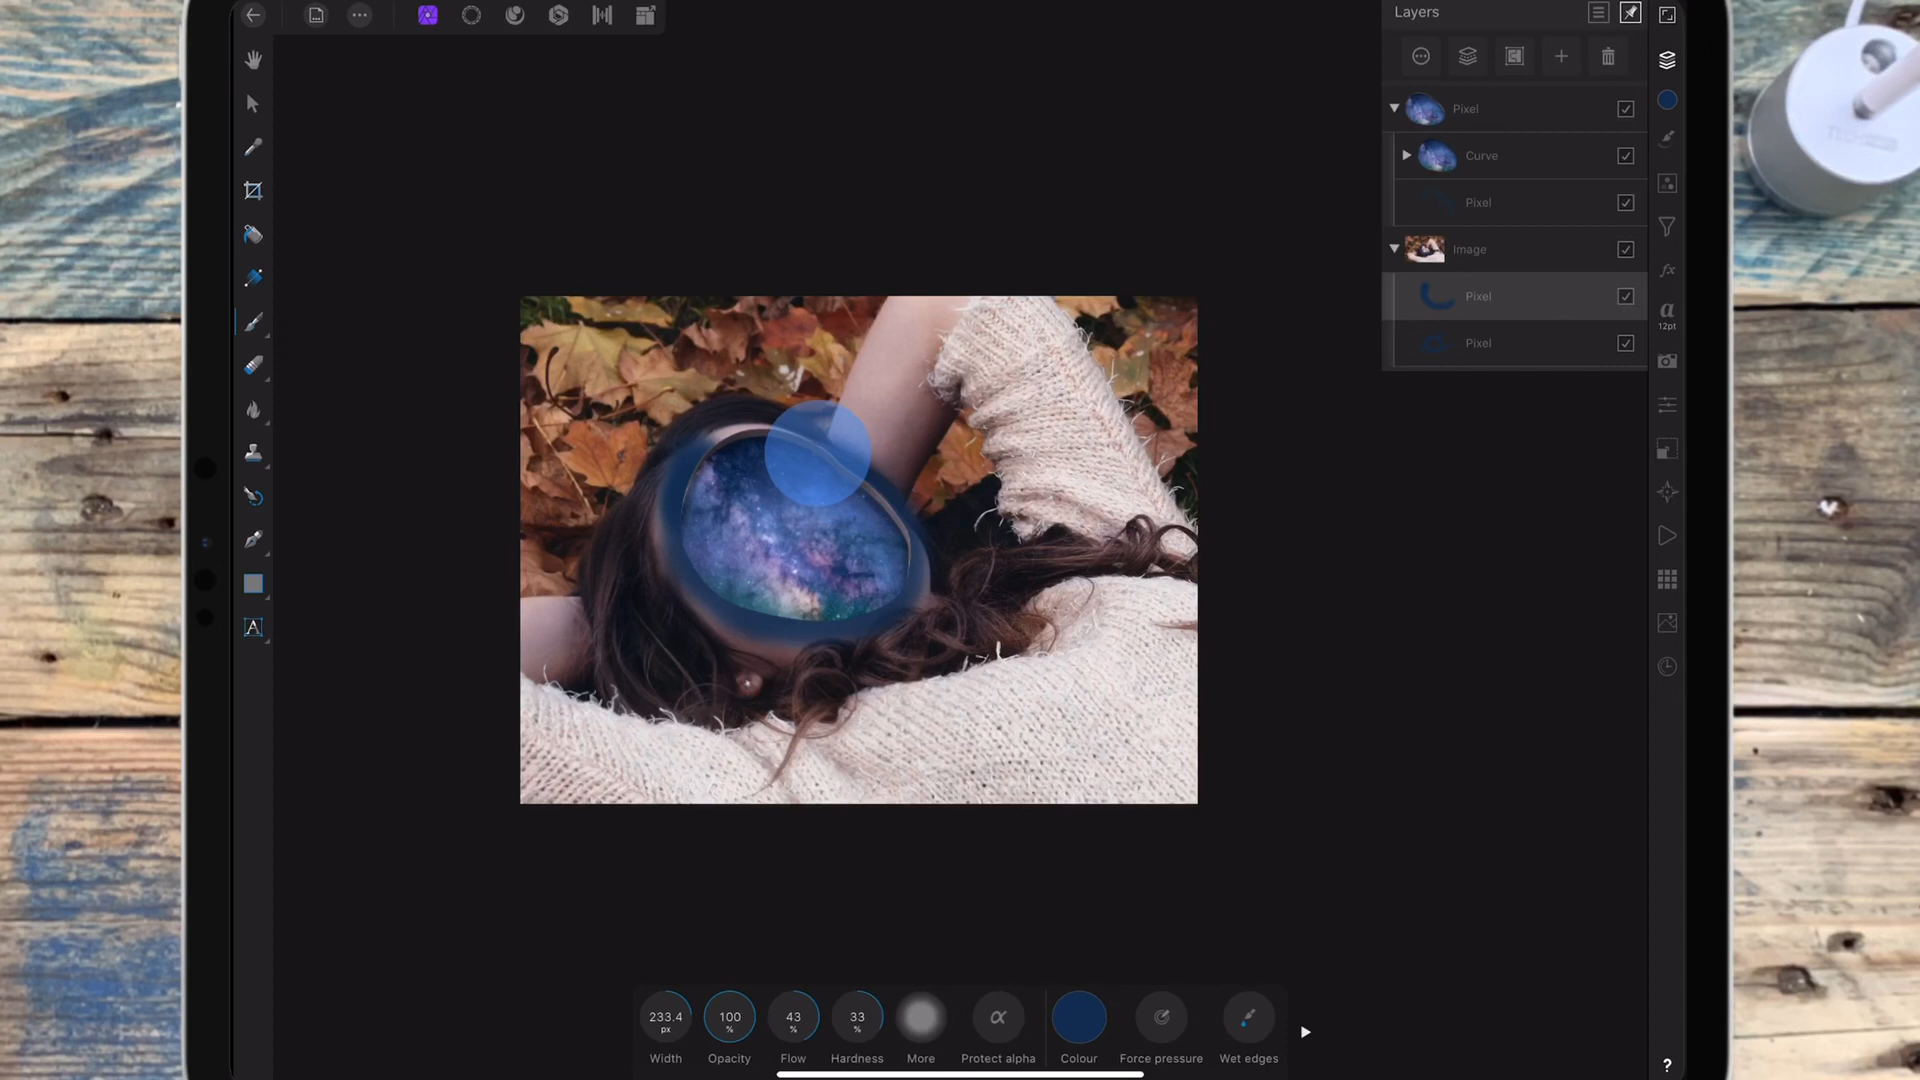 Layers
Pixel
Curve
Pixel
Image
Pixel
Pixel
a
12pt
A
233.4
px
100
%
43
%
33
%
α
Width
Opacity
Flow
Hardness
More
Protect alpha
Colour
Force pressure
Wet edges
?